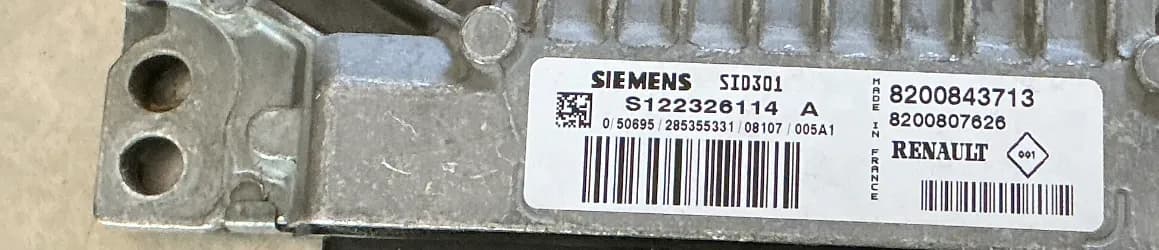 SIEMENS SID301
S122326114 A
0/50695/285355331/08107/005A1
MADE IN FRANCE
8200843713
8200807626
RENAULT 001